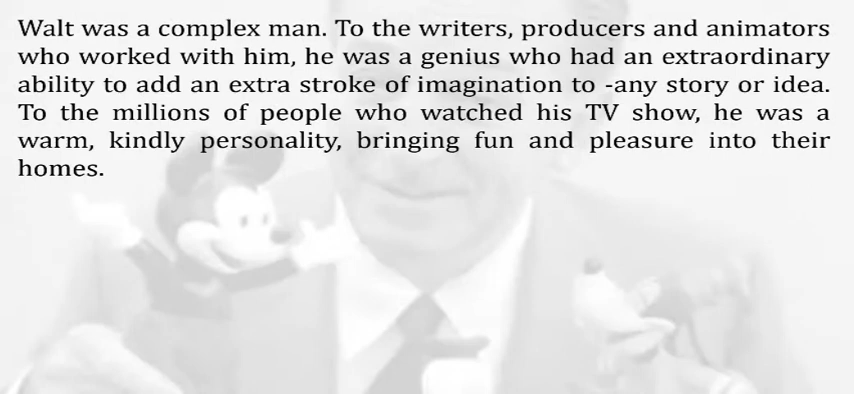 Walt was a complex man. To the writers, producers and animators
who worked with him, he was a genius who had an extraordinary
ability to add an extra stroke of imagination to -any story or idea.
To the millions of people who watched his TV show, he was a
warm, kindly personality, bringing fun and pleasure into their
homes.